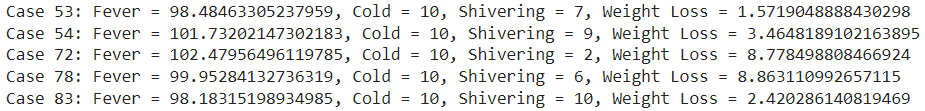 Case 53: Fever = 98.48463305237959, Cold = 10, Shivering = 7, Weight Loss = 1.5719048888430298
Case 54: Fever = 101.73202147302183, Cold = 10, Shivering = 9, Weight Loss = 3.4648189102163895
Case 72: Fever = 102.47956496119785, Cold = 10, Shivering = 2, Weight Loss = 8.778498808466924
Case 78: Fever = 99.95284132736319, Cold = 10, Shivering = 6, Weight Loss = 8.863110992657115
Case 83: Fever = 98.18315198934985, Cold = 10, Shivering = 10, Weight Loss = 2.420286140819469